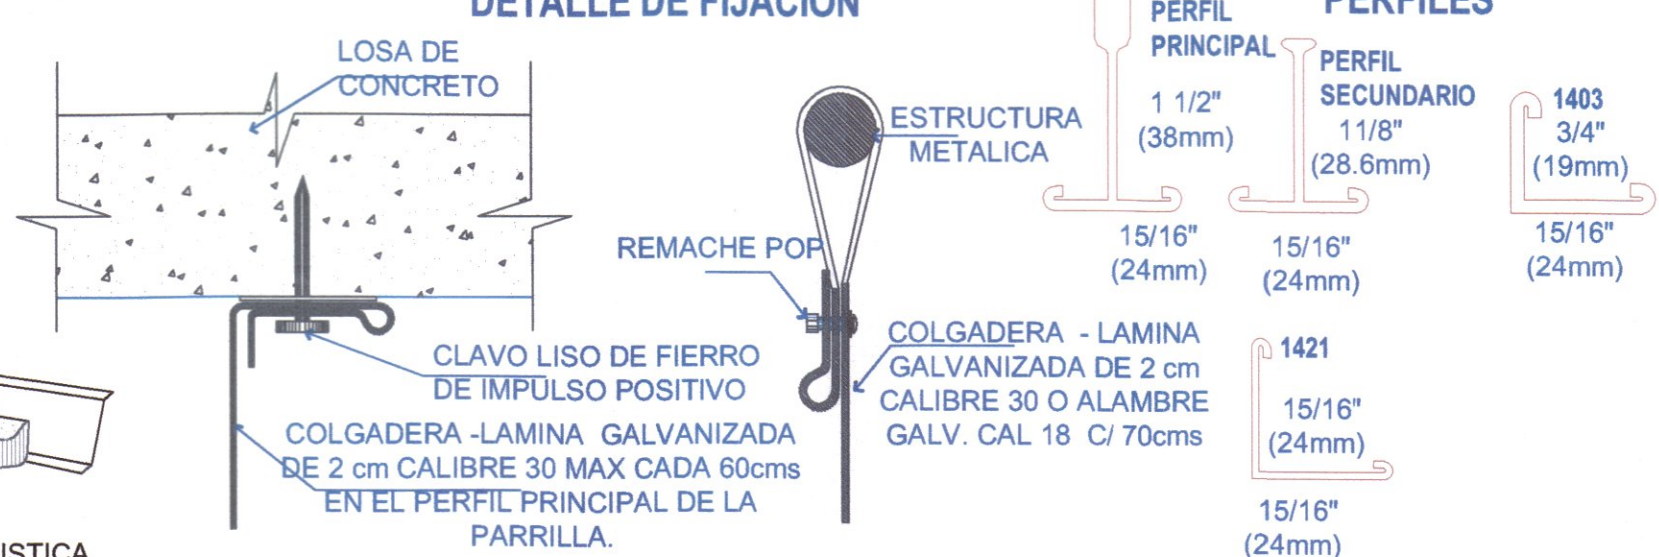 DETALLE DE FIJACION
LOSA DE
CONCRETO
CLAVO LISO DE FIERRO
DE IMPULSO POSITIVO
COLGADERA -LAMINA GALVANIZADA
DE 2 cm CALIBRE 30 MAX CADA 60cms
EN EL PERFIL PRINCIPAL DE LA
PARRILLA.
ESTRUCTURA
METALICA
REMACHE POP
COLGADERA - LAMINA
GALVANIZADA DE 2 cm
CALIBRE 30 O ALAMBRE
GALV. CAL 18 C/ 70cms
PERFILES
PERFIL
PRINCIPAL
1 1/2"
(38mm)
15/16"
(24mm)
PERFIL
SECUNDARIO
11/8"
(28.6mm)
15/16"
(24mm)
1403
3/4"
(19mm)
15/16"
(24mm)
1421
15/16"
(24mm)
15/16"
(24mm)